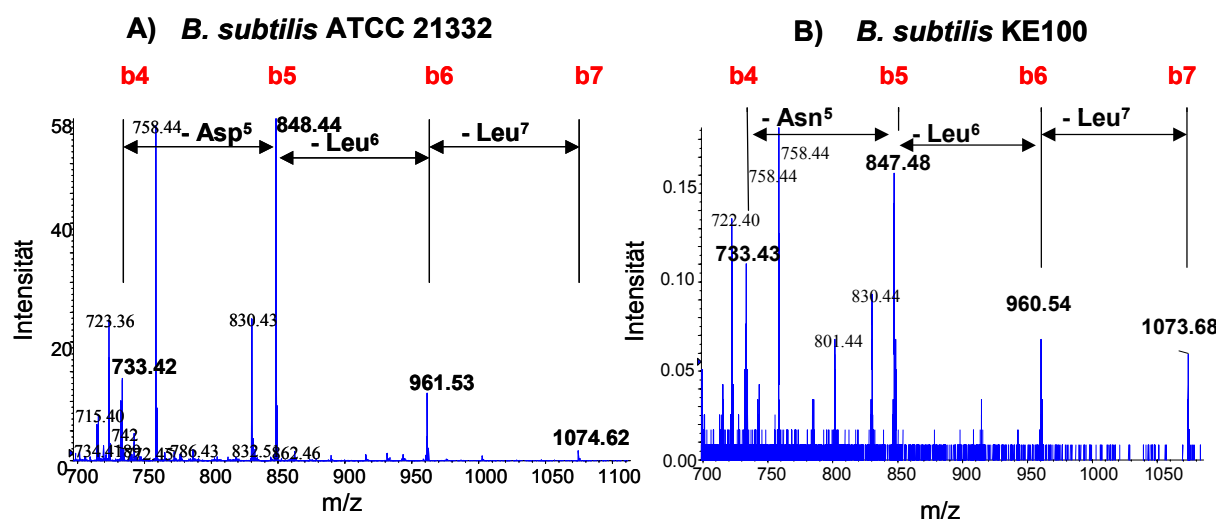 A) B. subtilis ATCC 21332
b4 b5 b6 b7
58
758.44
848.44
- Asp⁵
- Leu⁶
- Leu⁷
40
723.36
830.43
20
733.42
961.53
715.40
742
786.43
832.54
862.46
1074.62
0
700 750 800 850 900 950 1000 1050 1100
m/z
Intensität
B) B. subtilis KE100
b4 b5 b6 b7
- Asn⁵
- Leu⁶
- Leu⁷
758.44
847.48
758.44
0.15
722.40
733.43
0.10
830.44
960.54
801.44
1073.68
0.05
0.00
700 750 800 850 900 950 1000 1050
m/z
Intensität